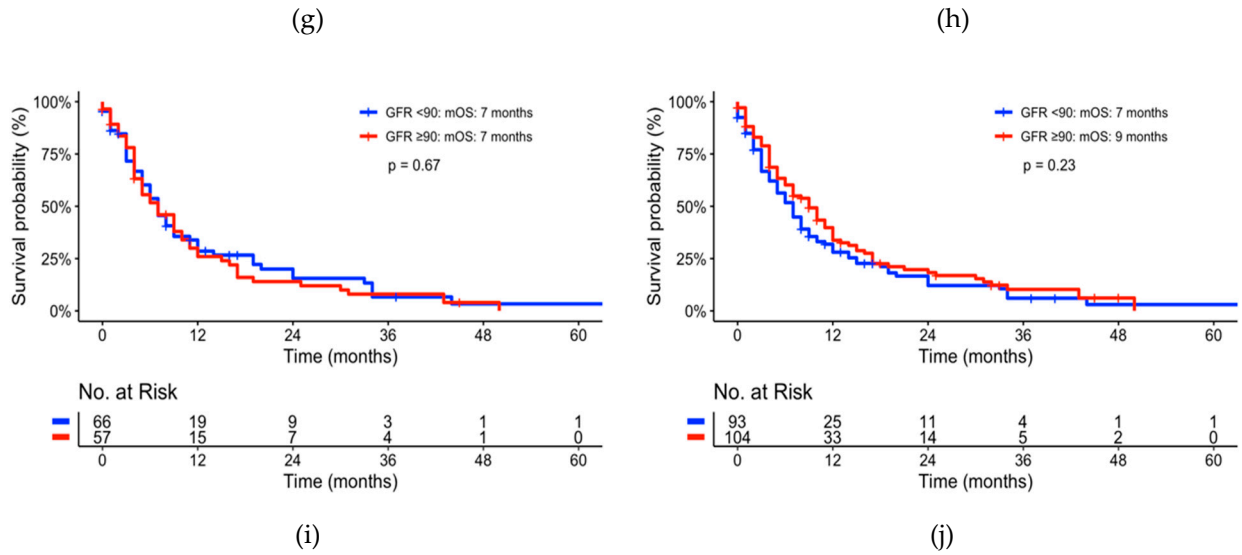 (g)
(h)
Survival probability (%)
100%
75%
50%
25%
0%
GFR <90: mOS: 7 months
GFR ≥90: mOS: 7 months
p = 0.67
0 12 24 36 48 60
Time (months)
No. at Risk
66 19 9 3 1 1
57 15 7 4 1 0
0 12 24 36 48 60
Time (months)
(i)
Survival probability (%)
100%
75%
50%
25%
0%
GFR <90: mOS: 7 months
GFR ≥90: mOS: 9 months
p = 0.23
0 12 24 36 48 60
Time (months)
No. at Risk
93 25 11 4 1 1
104 33 14 5 2 0
0 12 24 36 48 60
Time (months)
(j)